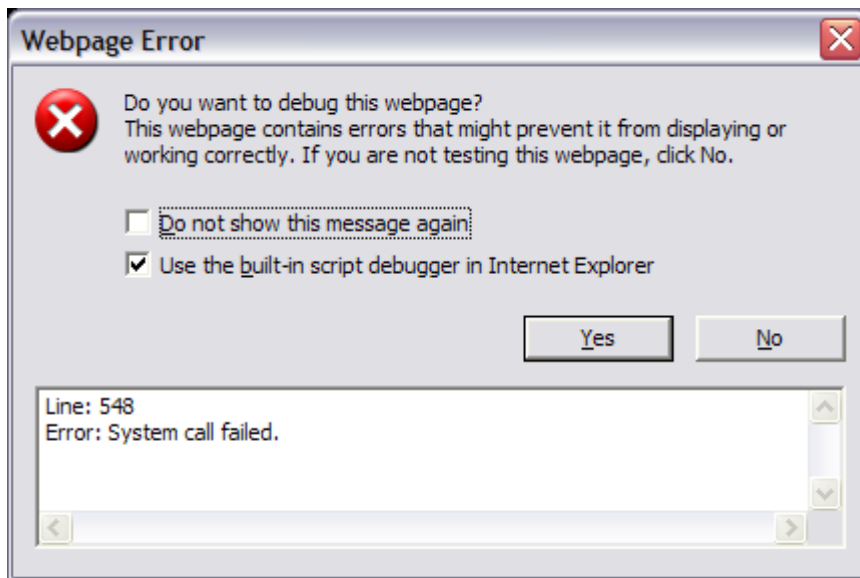 Webpage Error
Do you want to debug this webpage?
This webpage contains errors that might prevent it from displaying or
working correctly. If you are not testing this webpage, click No.
Do not show this message again
Use the built-in script debugger in Internet Explorer
Yes No
Line: 548
Error: System call failed.